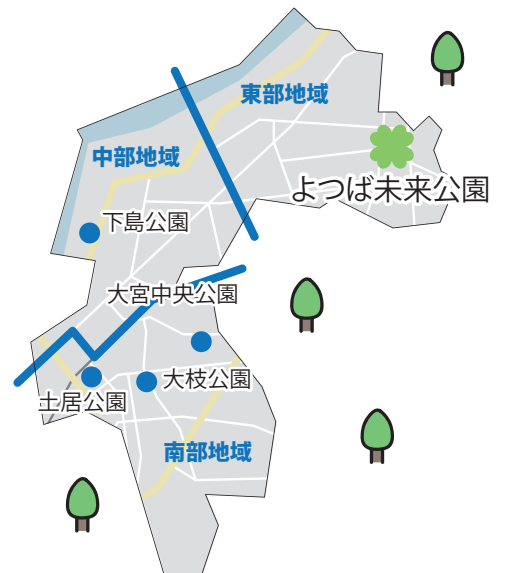 東部地域
中部地域
よつば未来公園
下島公園
大宮中央公園
大枝公園
土居公園
南部地域